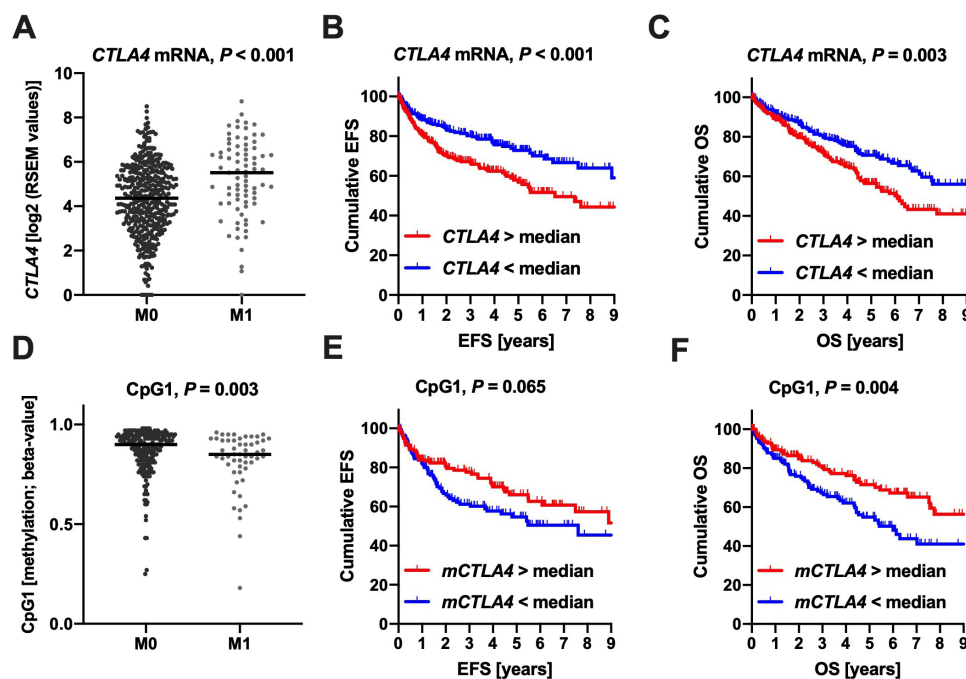 A
CTLA4 mRNA, P < 0.001
CTLA4 [log2 (RSEM values)]
10
8
6
4
2
0
M0
M1
B
CTLA4 mRNA, P < 0.001
Cumulative EFS
100
80
60
40
20
0
CTLA4 > median
CTLA4 < median
0 1 2 3 4 5 6 7 8 9
EFS [years]
C
CTLA4 mRNA, P = 0.003
Cumulative OS
100
80
60
40
20
0
CTLA4 > median
CTLA4 < median
0 1 2 3 4 5 6 7 8 9
OS [years]
D
CpG1, P = 0.003
CpG1 [methylation; beta-value]
1.0
0.5
0.0
M0
M1
E
CpG1, P = 0.065
Cumulative EFS
100
80
60
40
20
0
mCTLA4 > median
mCTLA4 < median
0 1 2 3 4 5 6 7 8 9
EFS [years]
F
CpG1, P = 0.004
Cumulative OS
100
80
60
40
20
0
mCTLA4 > median
mCTLA4 < median
0 1 2 3 4 5 6 7 8 9
OS [years]